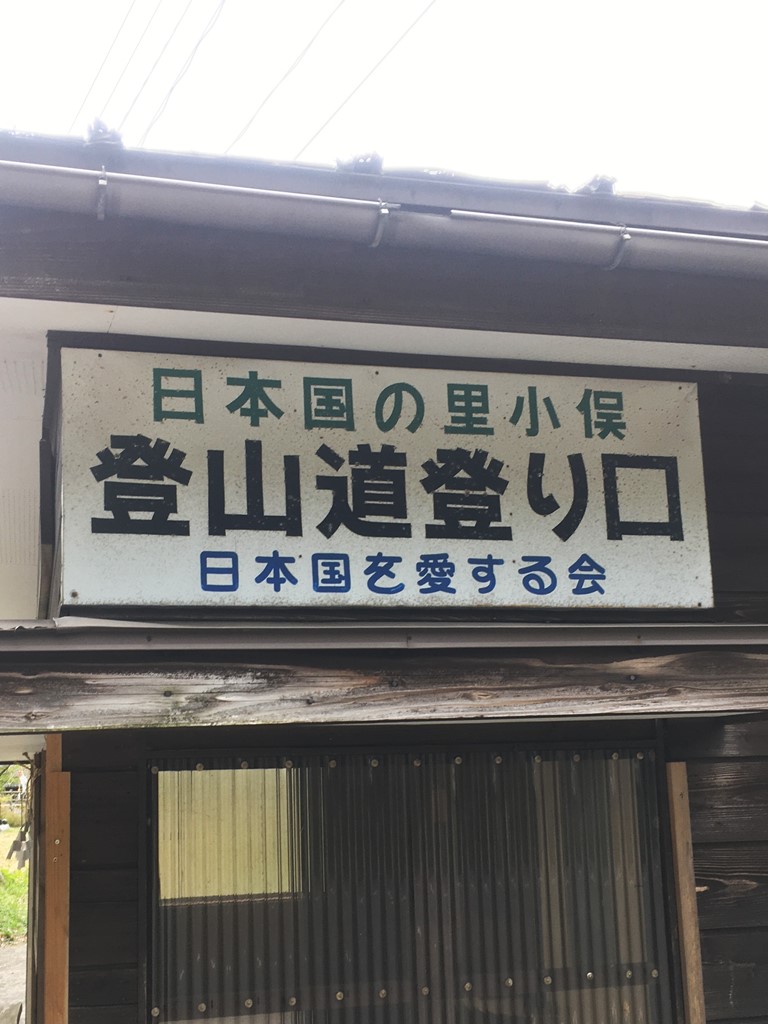 日本国の里小俣
登山道登り口
日本国を愛する会